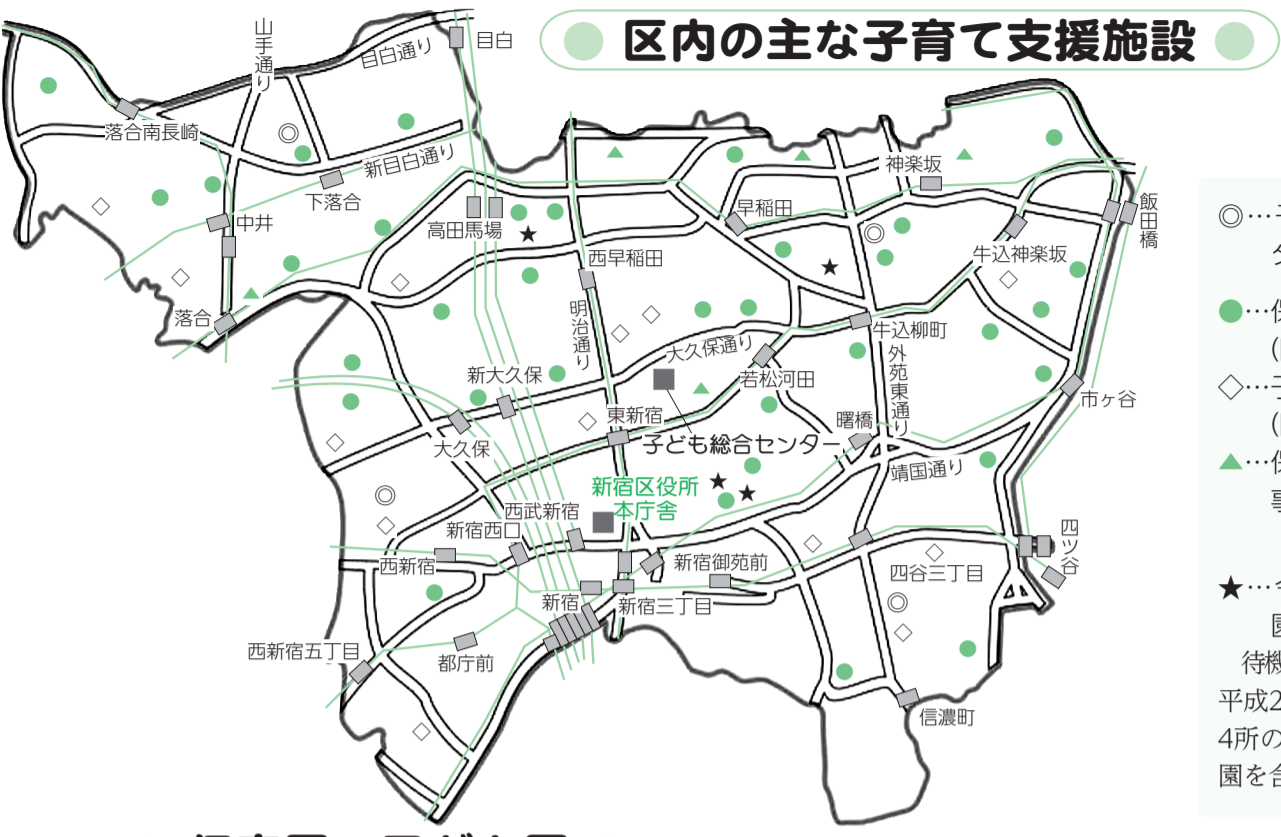 区内の主な子育て支援施設
山手通り
目白通り
目白
落合南長崎
新目白通り
下落合
中井
落合
高田馬場
西早稲田
明治通り
早稲田
神楽坂
飯田橋
牛込神楽坂
牛込柳町
大久保通り
若松河田
外苑東通り
新大久保
大久保
東新宿
子ども総合センター
曙橋
市ヶ谷
靖国通り
新宿区役所
本庁舎
西武新宿
新宿西口
西新宿
新宿御苑前
四谷三丁目
四ツ谷
新宿
新宿三丁目
西新宿五丁目
都庁前
信濃町
◎…
●…保
(
◇…子
(
▲…保
事
★…
園
待機
平成2
4所の
園を合